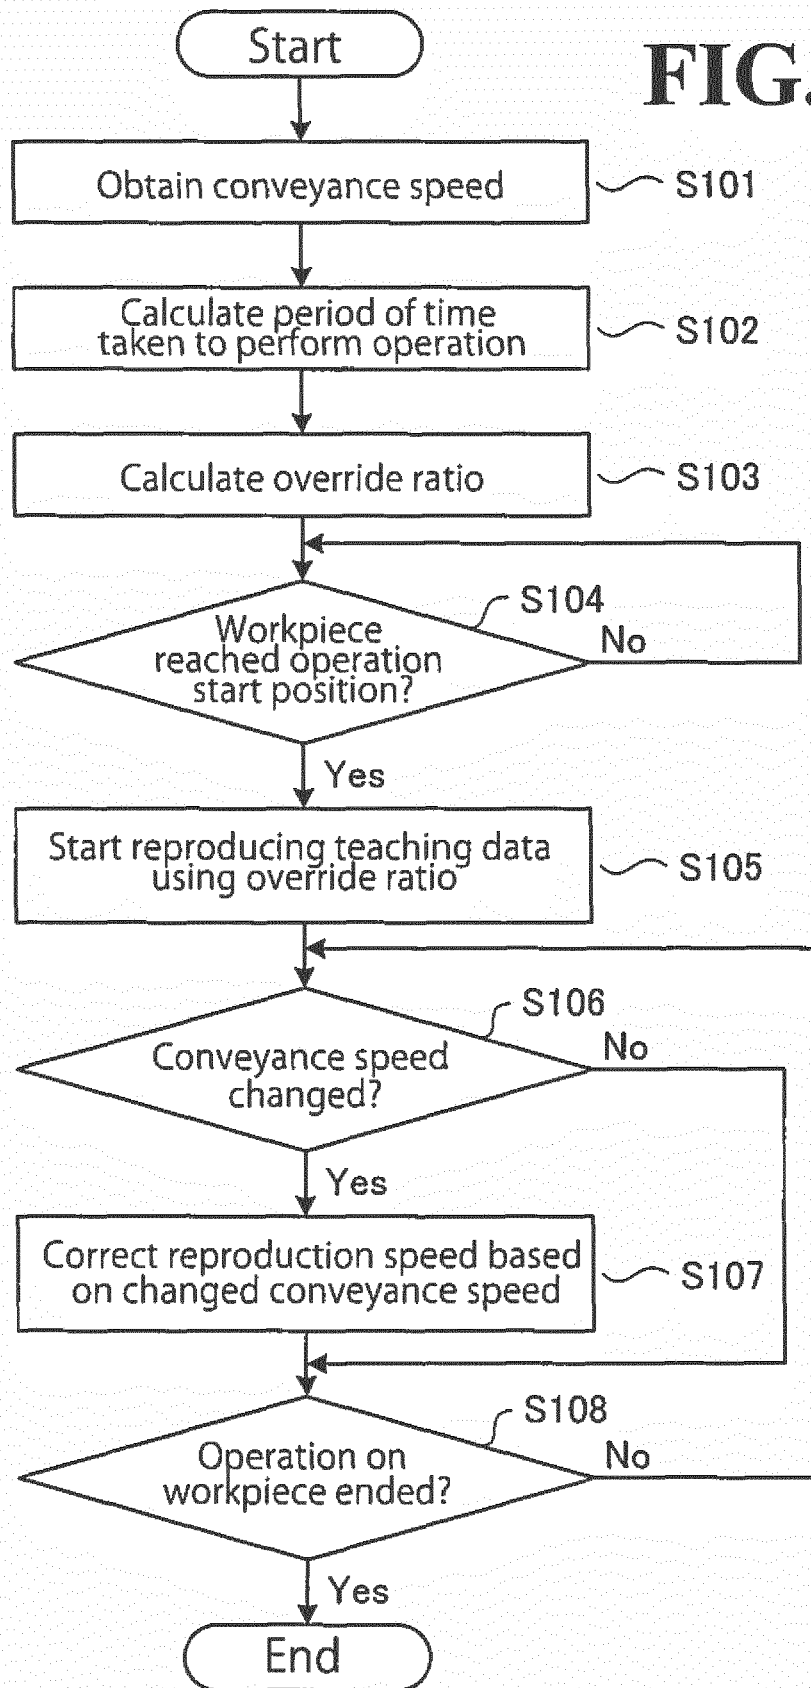 Start
FIG.
Obtain conveyance speed
S101
Calculate period of time
taken to perform operation
S102
Calculate override ratio
S103
S104
Workpiece
reached operation
start position?
No
Yes
Start reproducing teaching data
using override ratio
S105
S106
Conveyance speed
changed?
No
Yes
Correct reproduction speed based
on changed conveyance speed
S107
S108
Operation on
workpiece ended?
No
Yes
End